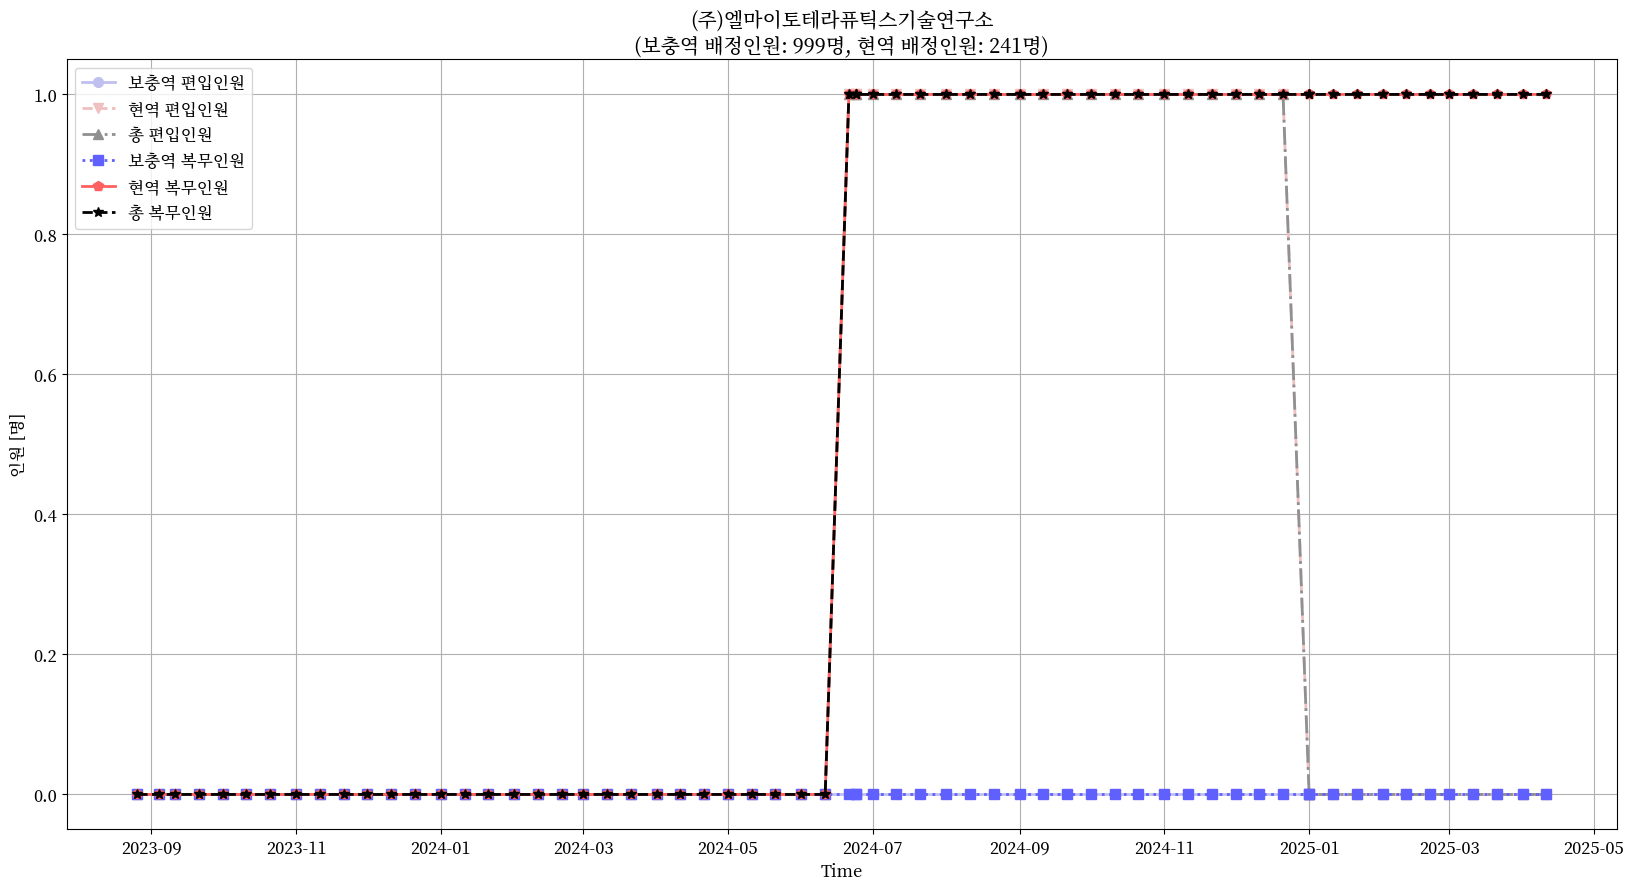 (주)엘마이토테라퓨틱스기술연구소
(보충역 배정인원: 999명, 현역 배정인원: 241명)
보충역 편입인원
현역 편입인원
총 편입인원
보충역 복무인원
현역 복무인원
총 복무인원
1.0
0.8
0.6
0.4
0.2
0.0
인원 [명]
2023-09
2023-11
2024-01
2024-03
2024-05
2024-07
2024-09
2024-11
2025-01
2025-03
2025-05
Time